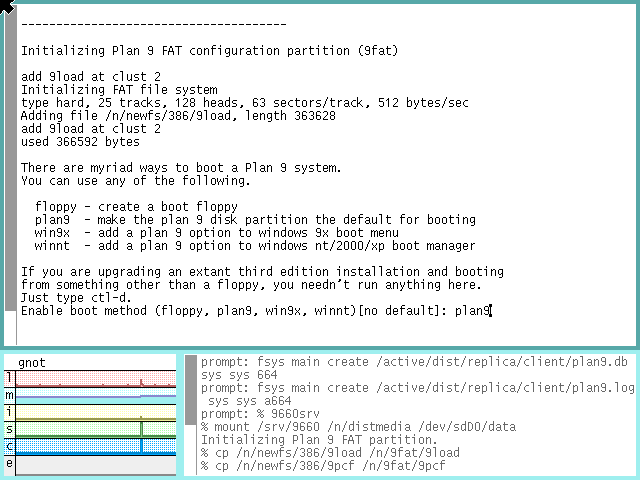 --------------------------------------
Initializing Plan 9 FAT configuration partition (9fat)
add 9load at clust 2
Initializing FAT file system
type hard, 25 tracks, 128 heads, 63 sectors/track, 512 bytes/sec
Adding file /n/newfs/386/9load, length 363628
add 9load at clust 2
used 366592 bytes
There are myriad ways to boot a Plan 9 system.
You can use any of the following.
floppy - create a boot floppy
plan9  - make the plan 9 disk partition the default for booting
win9x  - add a plan 9 option to windows 9x boot menu
winnt  - add a plan 9 option to windows nt/2000/xp boot manager
If you are upgrading an extant third edition installation and booting
from something other than a floppy, you needn't run anything here.
Just type ctl-d.
Enable boot method (floppy, plan9, win9x, winnt)[no default]: plan9
gnot
l
m
i
s
c
e
prompt: fsys main create /active/dist/replica/client/plan9.db
sys sys 664
prompt: fsys main create /active/dist/replica/client/plan9.log
sys sys a664
prompt: % 9660srv
% mount /srv/9660 /n/distmedia /dev/sdD0/data
Initializing Plan 9 FAT partition.
% cp /n/newfs/386/9load /n/9fat/9load
% cp /n/newfs/386/9pcf /n/9fat/9pcf